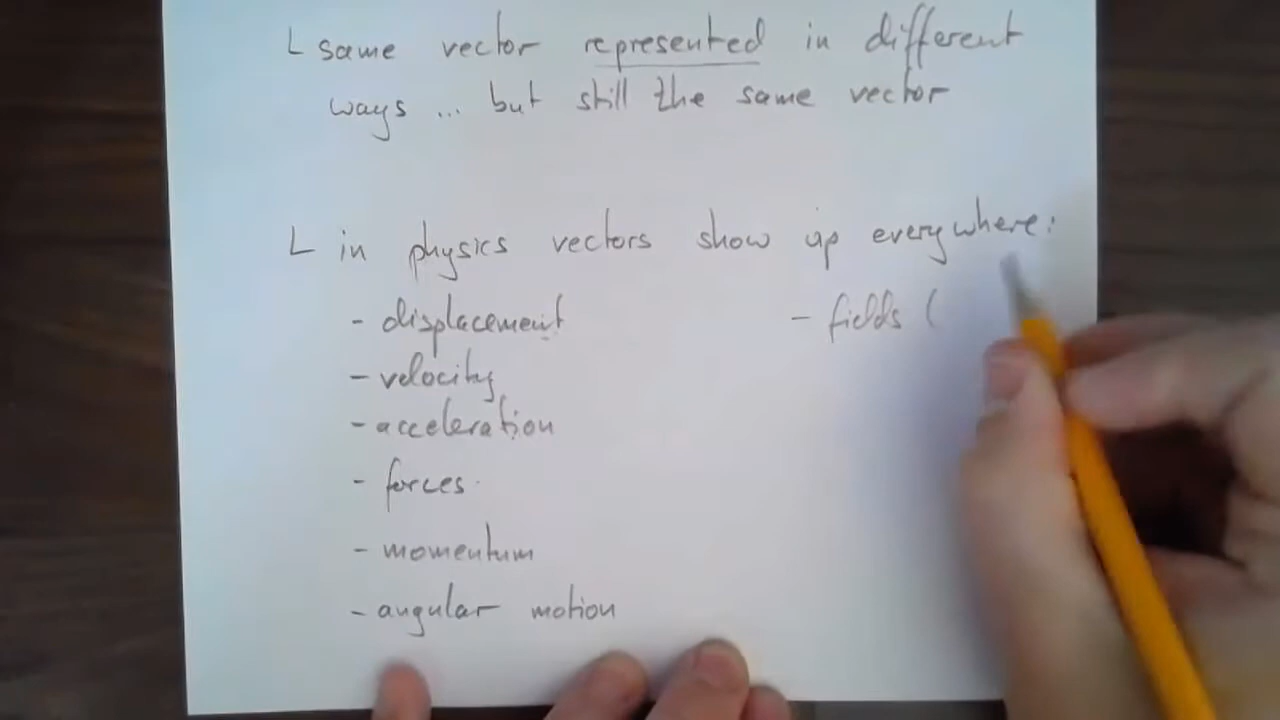 L same vector represented in different
ways ... but still the same vector
L in physics vectors show up everywhere:
- displacement
- velocity
- acceleration
- forces
- momentum
- angular motion
- fields (